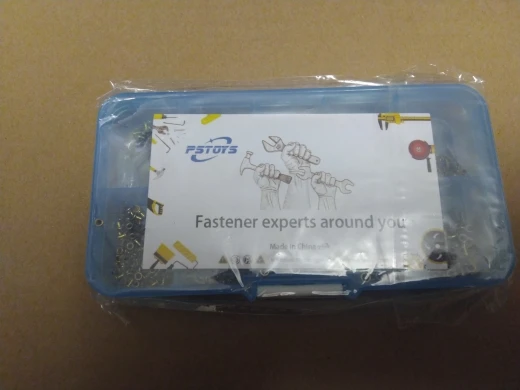 PSTOYS
Fastener experts around you
Made in China